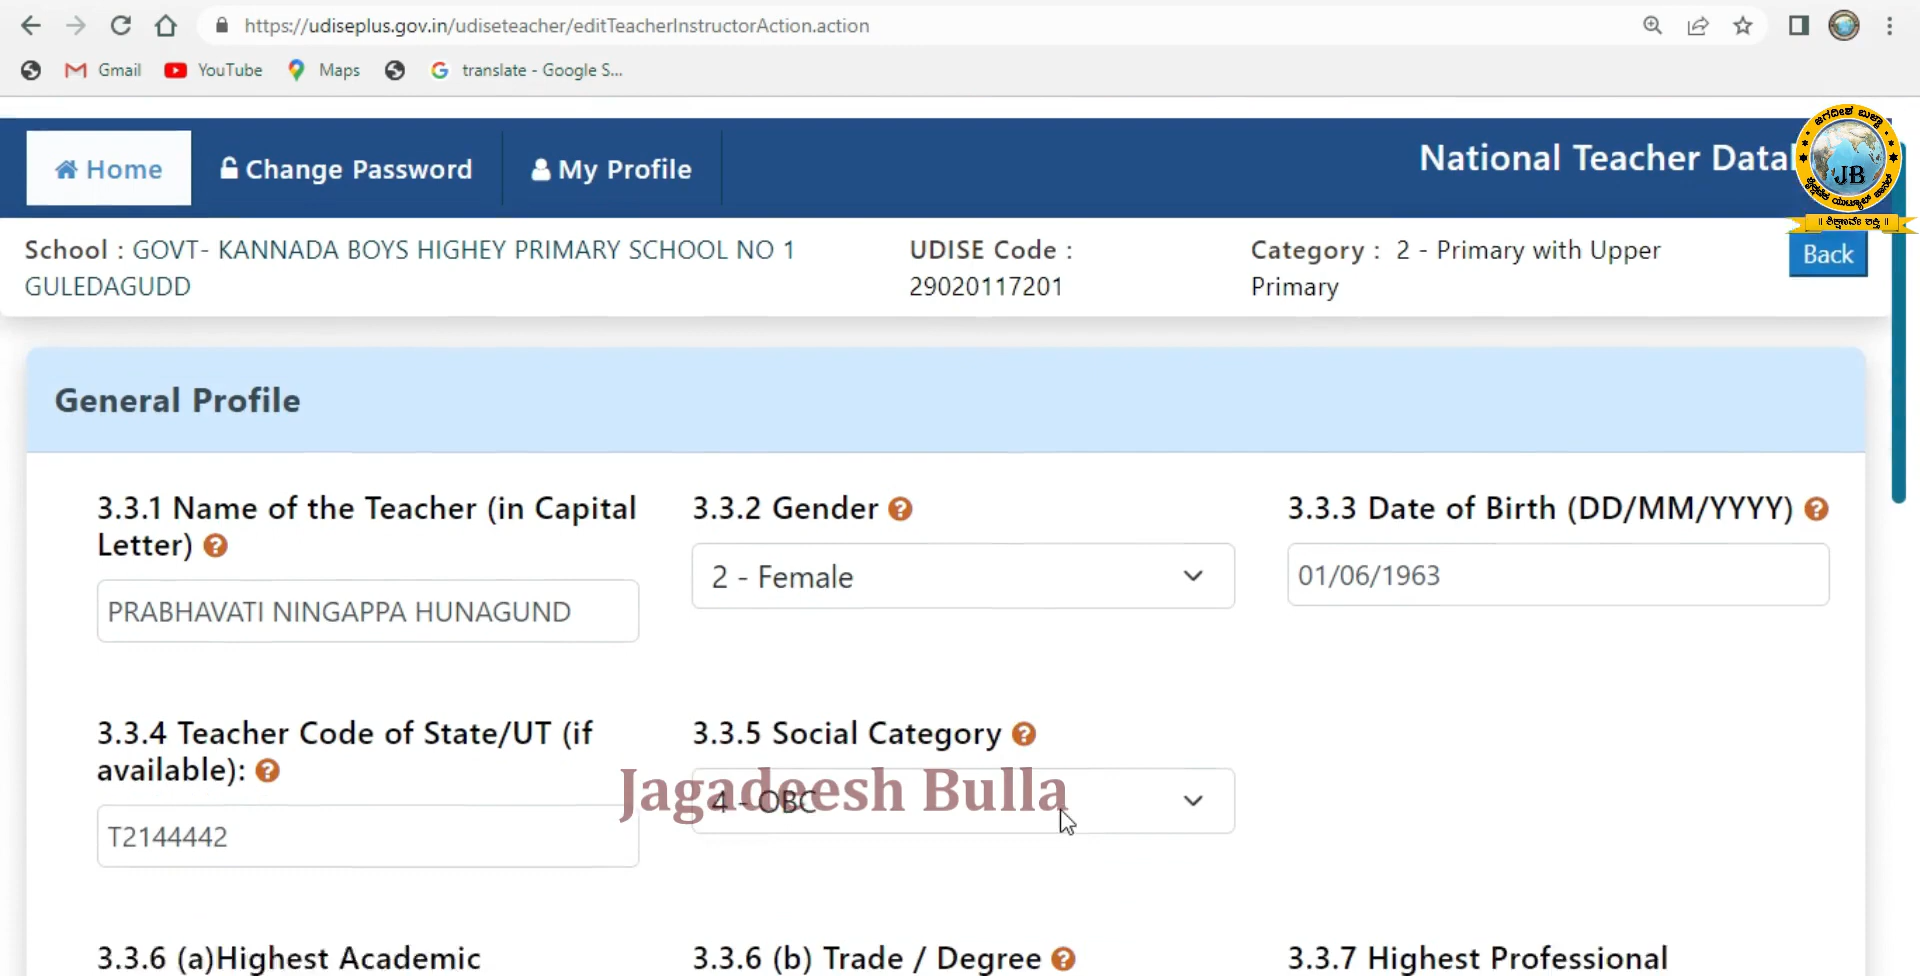 https://udiseplus.gov.in/udiseteacher/editTeacherInstructorAction.action
Gmail YouTube Maps translate - Google S...
Home Change Password My Profile National Teacher Datab
ಜಗದೀಶ ಬುಳ್ಳಾ
JB
School : GOVT- KANNADA BOYS HIGHEY PRIMARY SCHOOL NO 1
GULEDAGUDD
UDISE Code :
29020117201
Category : 2 - Primary with Upper
Primary
Back
General Profile
3.3.1 Name of the Teacher (in Capital
Letter)
PRABHAVATI NINGAPPA HUNAGUND
3.3.2 Gender
2 - Female
3.3.3 Date of Birth (DD/MM/YYYY)
01/06/1963
3.3.4 Teacher Code of State/UT (if
available):
T2144442
3.3.5 Social Category
4 - OBC
Jagadeesh Bulla
3.3.6 (a)Highest Academic
3.3.6 (b) Trade / Degree
3.3.7 Highest Professional